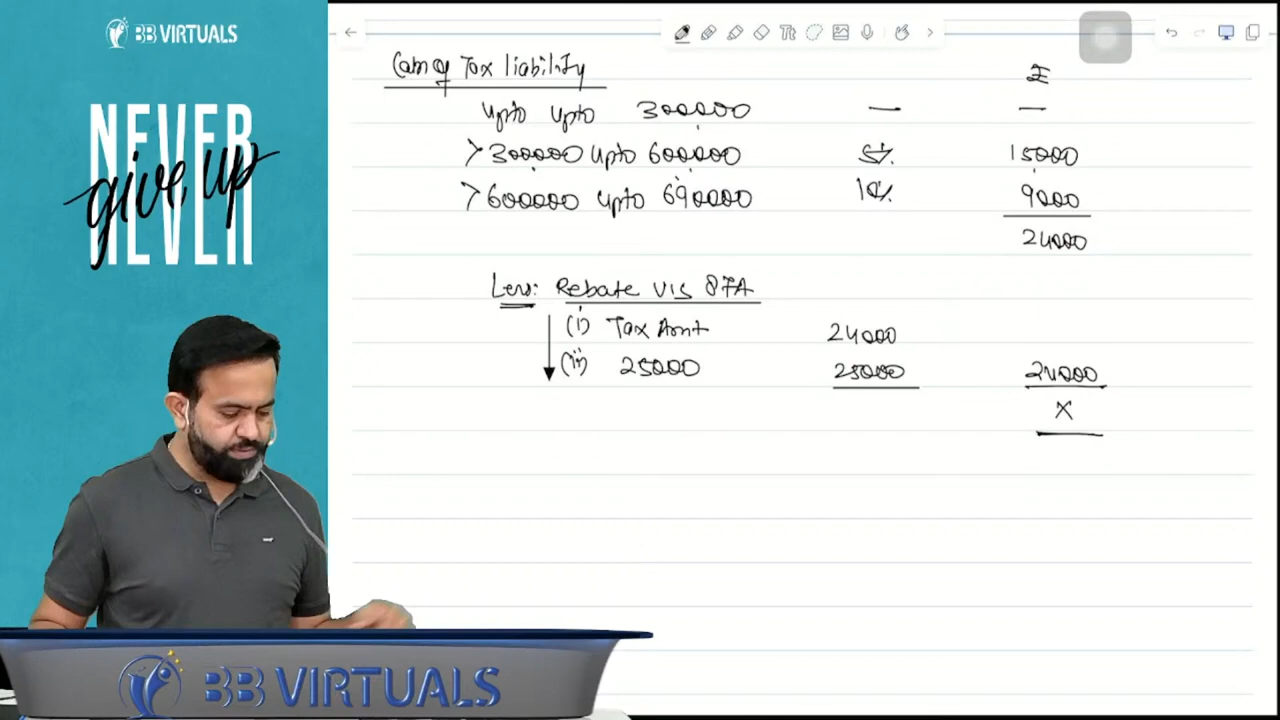 BB VIRTUALS
NEVER
give up
NEVER
Com of Tax liability
₹
upto upto 300000 — —
> 300000 upto 600000 5% 15000
> 600000 upto 690000 10% 9000
24000
Less: Rebate v/s 87A
(i) Tax Amt 24000
(ii) 25000 25000 24000
X
BB VIRTUALS